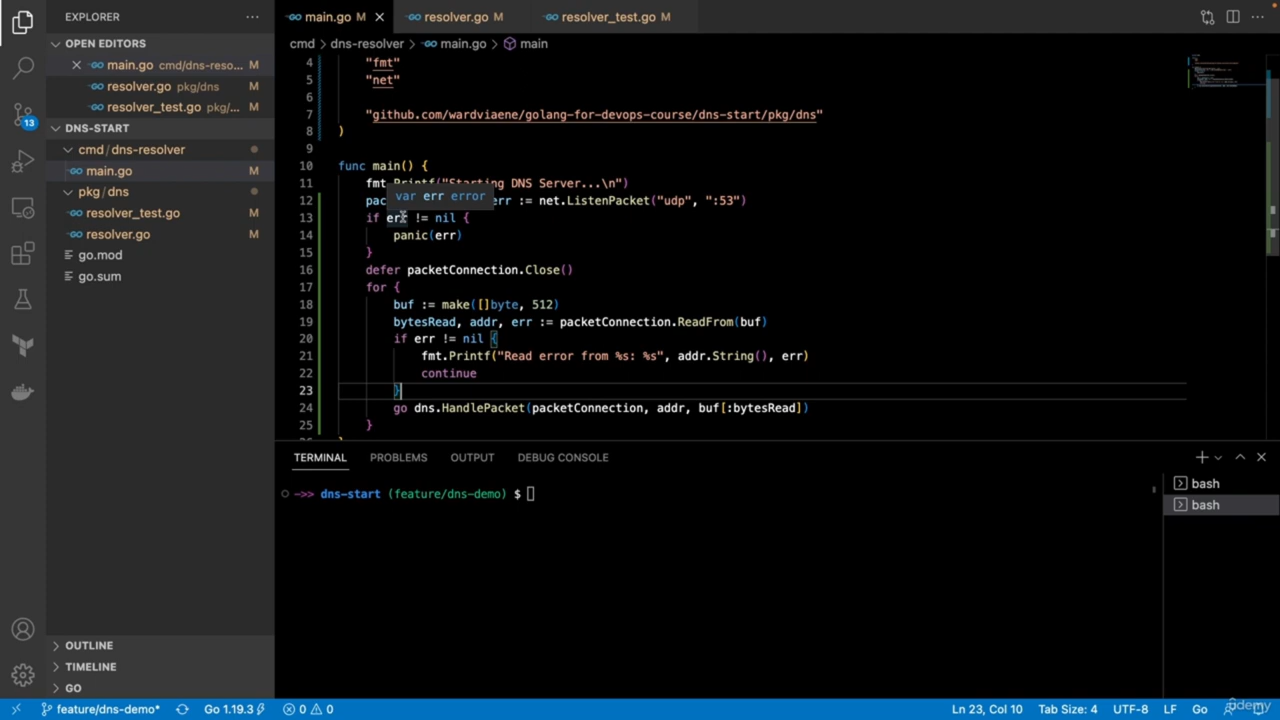 EXPLORER
OPEN EDITORS
main.go cmd/dns-reso... M
resolver.go pkg/dns M
resolver_test.go pkg/... M
DNS-START
cmd/dns-resolver
main.go M
pkg/dns
resolver_test.go M
resolver.go M
go.mod
go.sum
OUTLINE
TIMELINE
GO
13
main.go M
resolver.go M
resolver_test.go M
cmd > dns-resolver > main.go > main
4 "fmt"
5 "net"
6
7 "github.com/wardviaene/golang-for-devops-course/dns-start/pkg/dns"
8 )
9
10 func main() {
11 fmt.Printf("Starting DNS Server...\n")
var err error
12 pac err := net.ListenPacket("udp", ":53")
13 if err != nil {
14 panic(err)
15 }
16 defer packetConnection.Close()
17 for {
18 buf := make([]byte, 512)
19 bytesRead, addr, err := packetConnection.ReadFrom(buf)
20 if err != nil {
21 fmt.Printf("Read error from %s: %s", addr.String(), err)
22 continue
23 }
24 go dns.HandlePacket(packetConnection, addr, buf[:bytesRead])
25 }
TERMINAL PROBLEMS OUTPUT DEBUG CONSOLE
->> dns-start (feature/dns-demo) $
bash
bash
feature/dns-demo* Go 1.19.3 0 0
Ln 23, Col 10 Tab Size: 4 UTF-8 LF Go
ûdemy